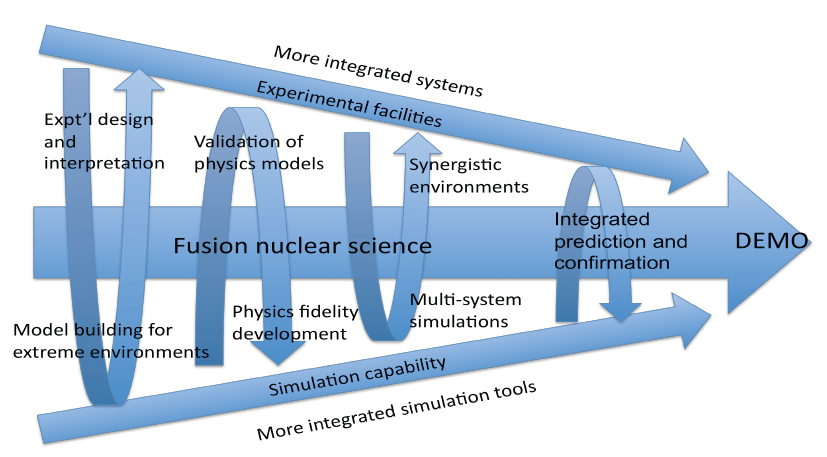 More integrated systems
Experimental facilities
Expt’l design
and
interpretation
Validation of
physics models
Synergistic
environments
Integrated
prediction and
confirmation
Fusion nuclear science
DEMO
Model building for
extreme environments
Physics fidelity
development
Multi-system
simulations
Simulation capability
More integrated simulation tools